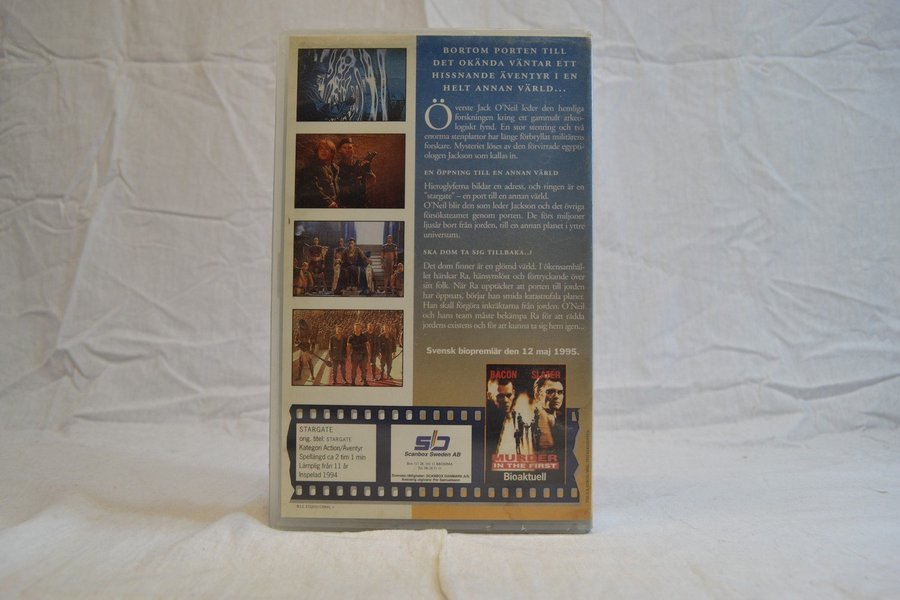 BORTOM PORTEN TILL
DET OKÄNDA VÄNTAR ETT
HISSNANDE ÄVENTYR I EN
HELT ANNAN VÄRLD...
Överste Jack O'Neil leder den hemliga
forskningen kring ett gammalt arkeo-
logiskt fynd. En stor stenring och två
enorma stenplattor har länge förbryllat militärens
forskare. Mysteriet löses av den förvirrade egypt-
ologen Jackson som kallas in.
EN ÖPPNING TILL EN ANNAN VÄRLD
Hieroglyferna bildar en adress, och ringen är en
"stargate" – en port till en annan värld.
O'Neil blir den som leder Jackson och det övriga
försöksteamet genom porten. De förs miljoner
ljusår bort från jorden, till en annan planet i yttre
universum.
SKA DOM TA SIG TILLBAKA..?
Det dom finner är en glömd värld. I ökensamhäl-
let härskar Ra, hänsynslöst och förtryckande över
sitt folk. När Ra upptäcker att porten till jorden
har öppnats, börjar han smida katastrofala planer.
Han skall förgöra inkräktarna från jorden. O'Neil
och hans team måste bekämpa Ra för att rädda
jordens existens och för att kunna ta sig hem igen...
Svensk biopremiär den 12 maj 1995.
BACON SLATER
MURDER
IN THE FIRST
Bioaktuell
STARGATE
orig. titel: STARGATE
Kategori Action/Äventyr
Spellängd ca 2 tim 1 min
Lämplig från 11 år
Inspelad 1994
Scanbox Sweden AB